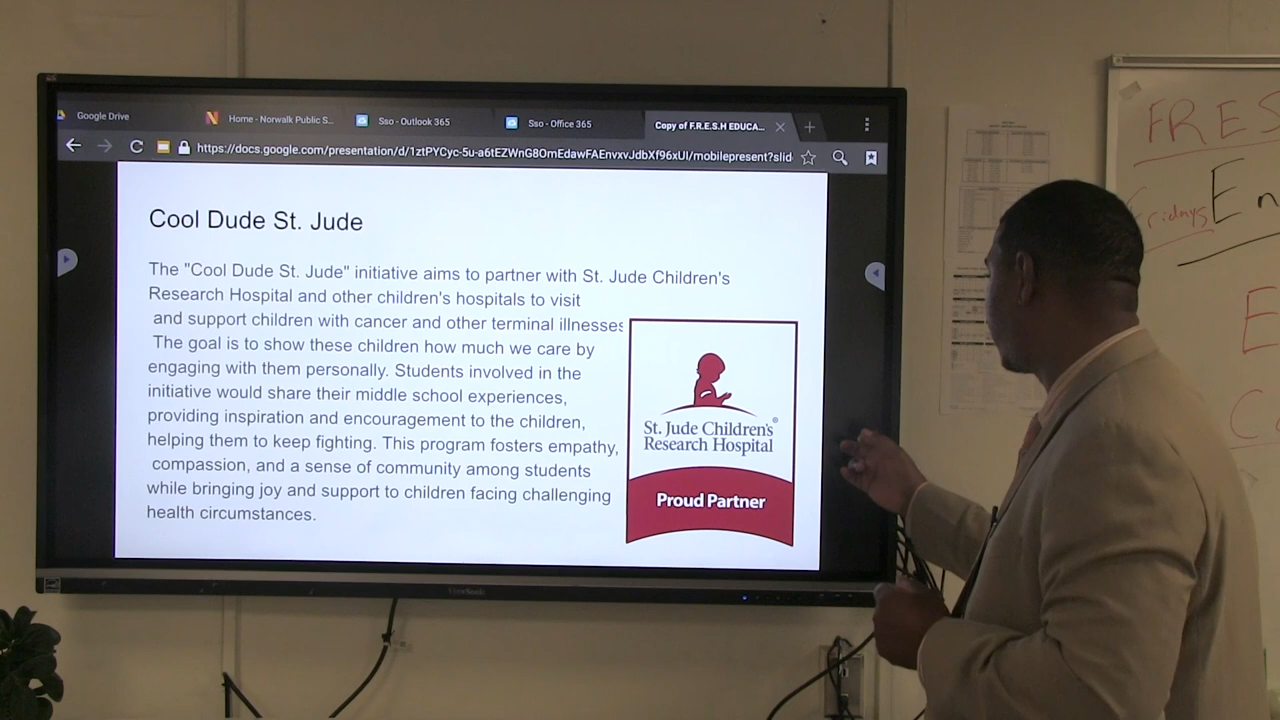 Google Drive
Home - Norwalk Public S...
Sso - Outlook 365
Sso - Office 365
Copy of F.R.E.S.H EDUCA...
https://docs.google.com/presentation/d/1ztPYCyc-5u-a6tEZWnG8OmEdawFAEnvxvJdbXf96xUI/mobilepresent?slid
Cool Dude St. Jude
The "Cool Dude St. Jude" initiative aims to partner with St. Jude Children's
Research Hospital and other children's hospitals to visit
and support children with cancer and other terminal illnesses
The goal is to show these children how much we care by
engaging with them personally. Students involved in the
initiative would share their middle school experiences,
providing inspiration and encouragement to the children,
helping them to keep fighting. This program fosters empathy,
compassion, and a sense of community among students
while bringing joy and support to children facing challenging
health circumstances.
St. Jude Children's®
Research Hospital
Proud Partner
ViewSonic
FRES
Fridays
En
E
C